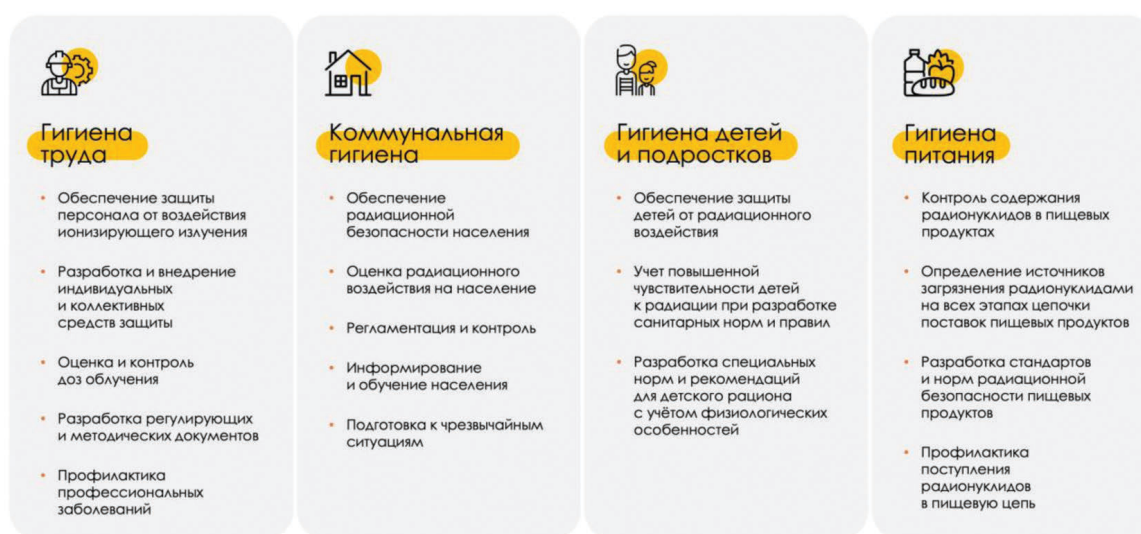 Гигиена
труда
• Обеспечение защиты
персонала от воздействия
ионизирующего излучения
• Разработка и внедрение
индивидуальных
и коллективных
средств защиты
• Оценка и контроль
доз облучения
• Разработка регулирующих
и методических документов
• Профилактика
профессиональных
заболеваний
Коммунальная
гигиена
• Обеспечение
радиационной
безопасности населения
• Оценка радиационного
воздействия на население
• Регламентация и контроль
• Информирование
и обучение населения
• Подготовка к чрезвычайным
ситуациям
Гигиена детей
и подростков
• Обеспечение защиты
детей от радиационного
воздействия
• Учет повышенной
чувствительности детей
к радиации при разработке
санитарных норм и правил
• Разработка специальных
норм и рекомендаций
для детского рациона
с учётом физиологических
особенностей
Гигиена
питания
• Контроль содержания
радионуклидов в пищевых
продуктах
• Определение источников
загрязнения радионуклидами
на всех этапах цепочки
поставок пищевых продуктов
• Разработка стандартов
и норм радиационной
безопасности пищевых
продуктов
• Профилактика
поступления
радионуклидов
в пищевую цепь